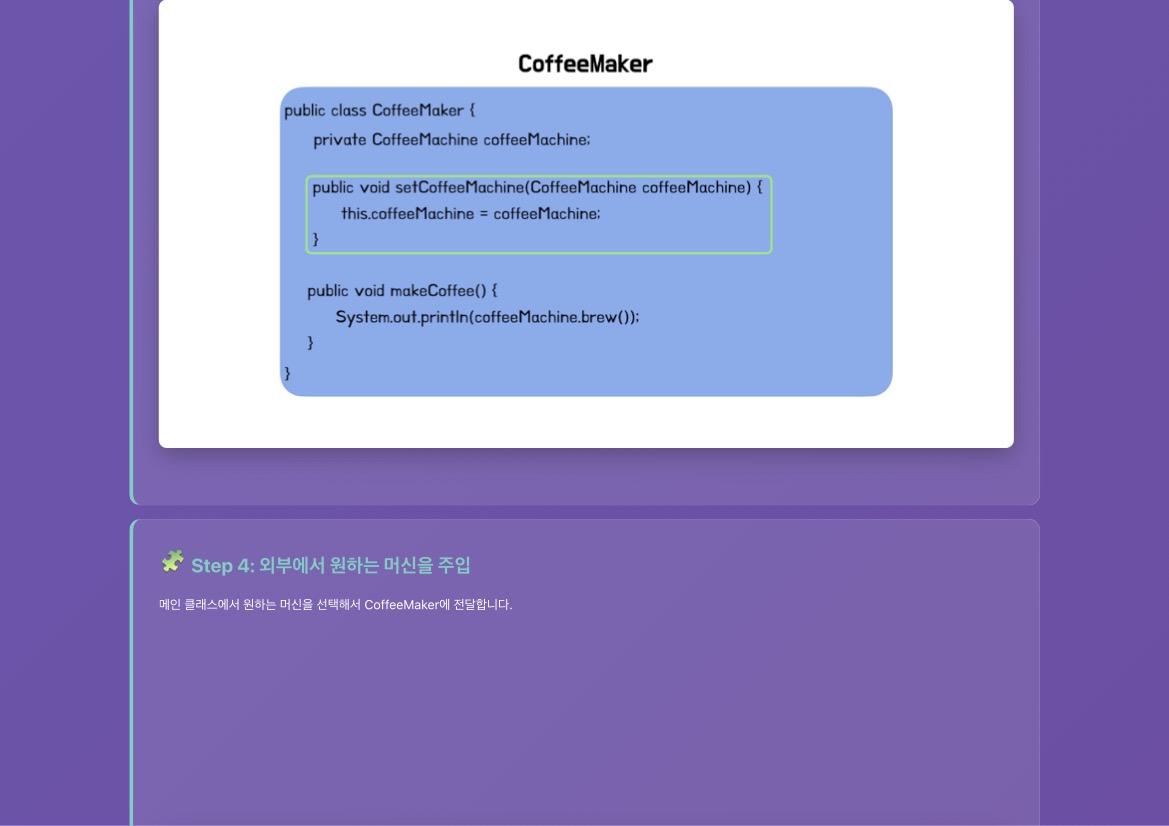 CoffeeMaker
public class CoffeeMaker {
private CoffeeMachine coffeeMachine;
public void setCoffeeMachine(CoffeeMachine coffeeMachine) {
this.coffeeMachine = coffeeMachine;
}
public void makeCoffee() {
System.out.println(coffeeMachine.brew());
}
}
Step 4: 외부에서 원하는 머신을 주입
메인 클래스에서 원하는 머신을 선택해서 CoffeeMaker에 전달합니다.